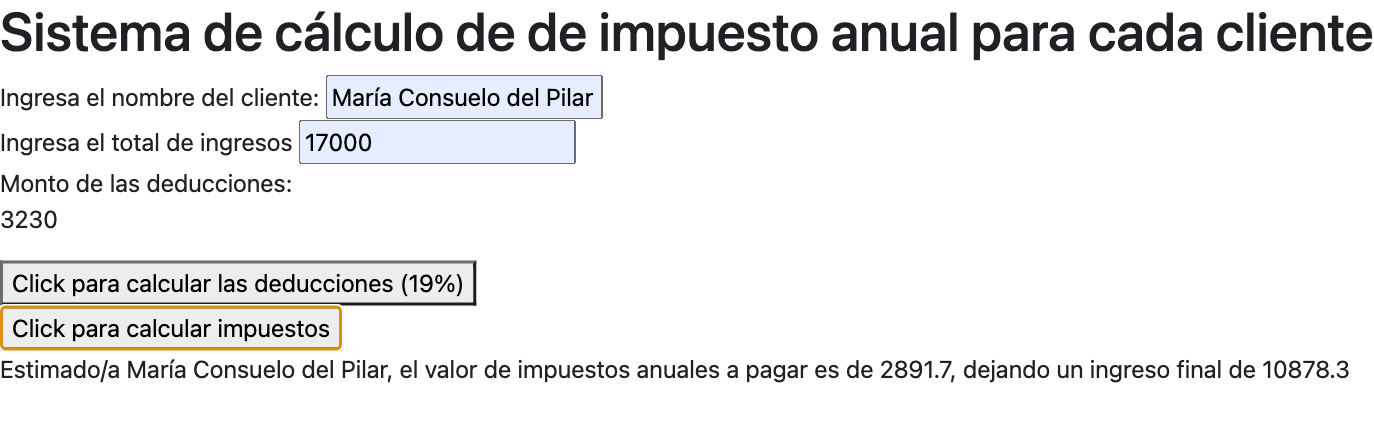 Sistema de cálculo de de impuesto anual para cada cliente
Ingresa el nombre del cliente: María Consuelo del Pilar
Ingresa el total de ingresos 17000
Monto de las deducciones:
3230
Click para calcular las deducciones (19%)
Click para calcular impuestos
Estimado/a María Consuelo del Pilar, el valor de impuestos anuales a pagar es de 2891.7, dejando un ingreso final de 10878.3